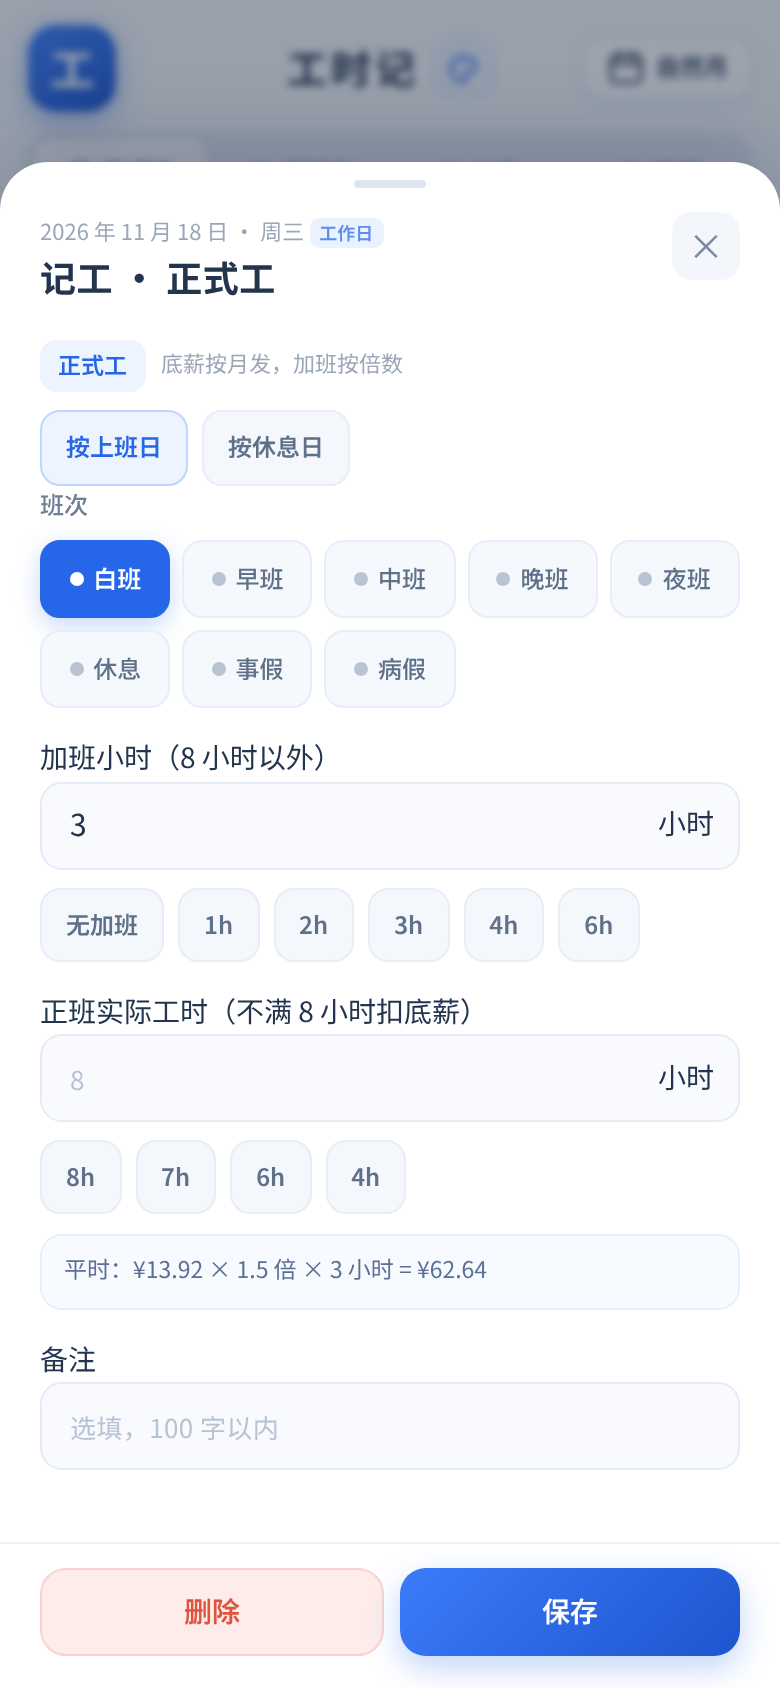 工
工时记
自然月
2026 年 11 月 18 日 · 周三 工作日
记工 · 正式工
正式工 底薪按月发，加班按倍数
按上班日 按休息日
班次
白班 早班 中班 晚班 夜班
休息 事假 病假
加班小时（8 小时以外）
3 小时
无加班 1h 2h 3h 4h 6h
正班实际工时（不满 8 小时扣底薪）
8 小时
8h 7h 6h 4h
平时：¥13.92 × 1.5 倍 × 3 小时 = ¥62.64
备注
选填，100 字以内
删除 保存